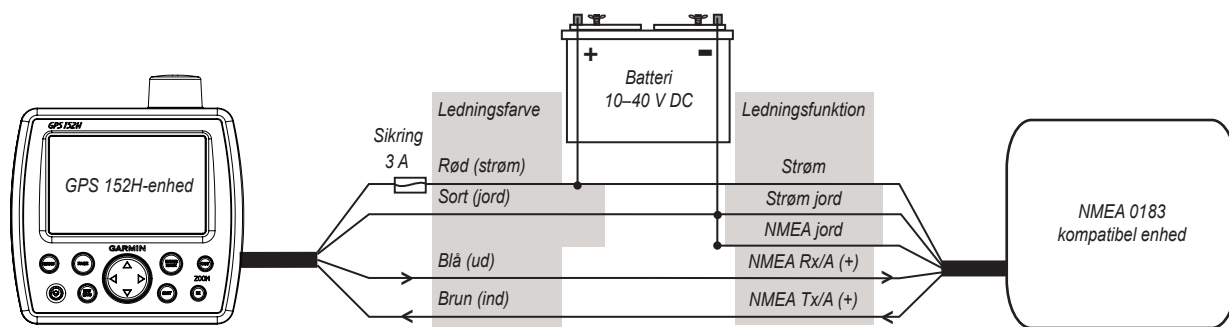 Batteri
10–40 V DC
+
-
Ledningsfarve
Ledningsfunktion
Sikring
3 A
GPS 152H
GPS 152H-enhed
GARMIN
ZOOM
Rød (strøm)
Strøm
Sort (jord)
Strøm jord
NMEA jord
Blå (ud)
NMEA Rx/A (+)
Brun (ind)
NMEA Tx/A (+)
NMEA 0183
kompatibel enhed